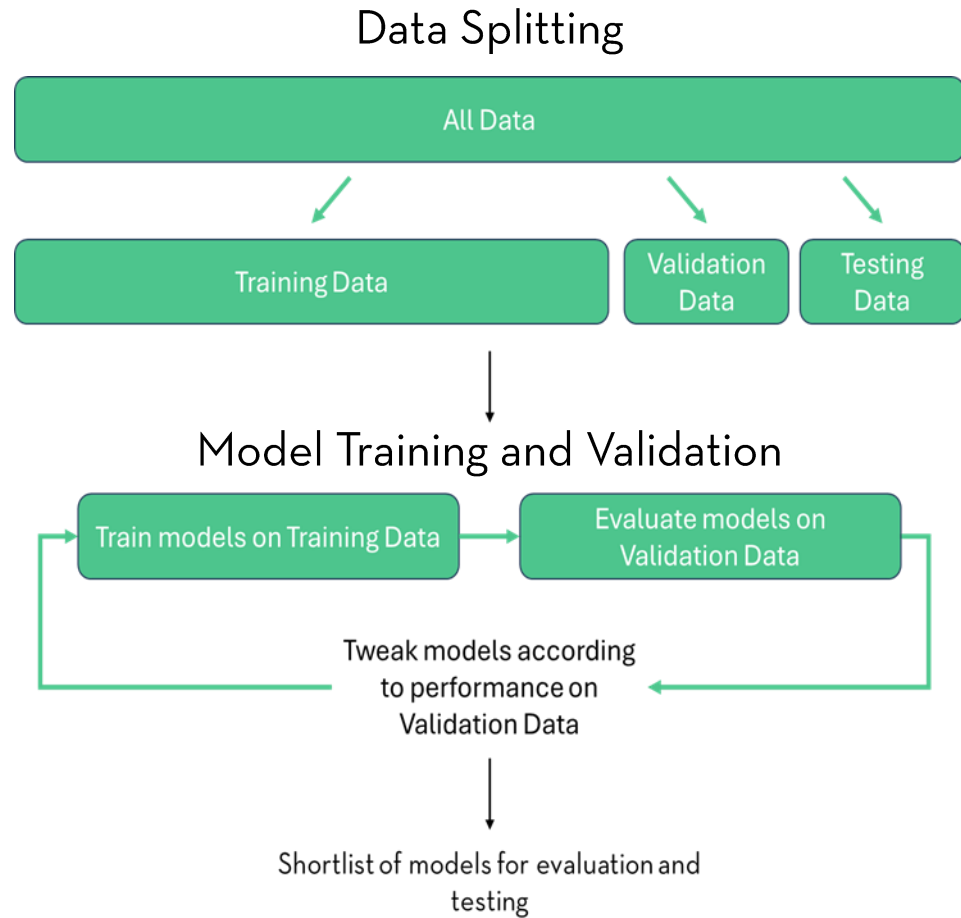 Data Splitting
All Data
Training Data
Validation
Data
Testing
Data
Model Training and Validation
Train models on Training Data
Evaluate models on
Validation Data
Tweak models according
to performance on
Validation Data
Shortlist of models for evaluation and
testing